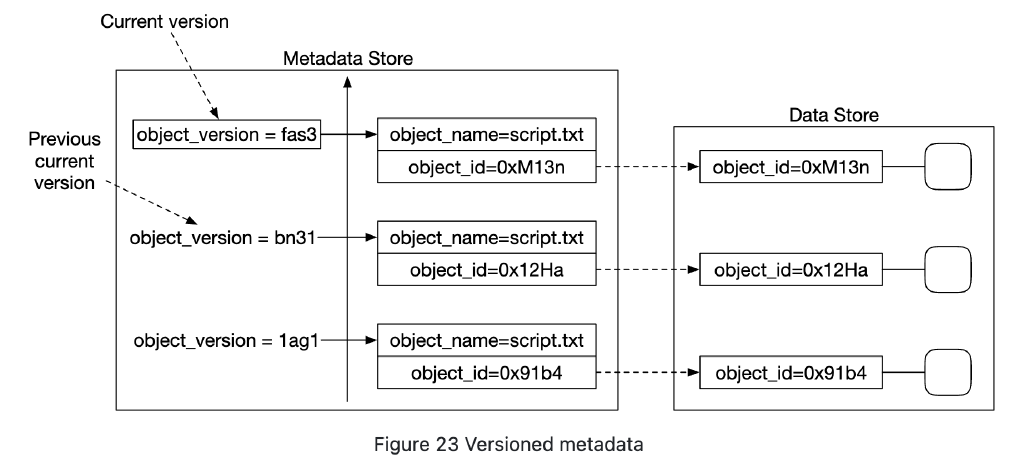 Current version
Metadata Store
object_version = fas3
object_name=script.txt
object_id=0xM13n
Previous
current
version
object_version = bn31
object_name=script.txt
object_id=0x12Ha
object_version = 1ag1
object_name=script.txt
object_id=0x91b4
Data Store
object_id=0xM13n
object_id=0x12Ha
object_id=0x91b4
Figure 23 Versioned metadata